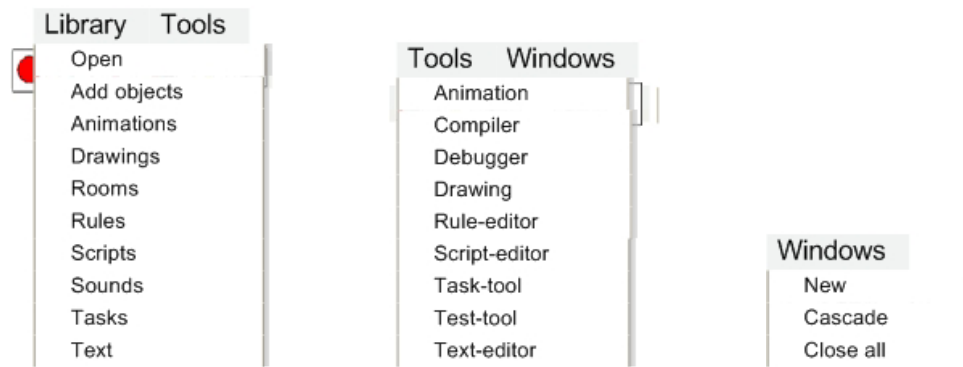 Library Tools
Open
Add objects
Animations
Drawings
Rooms
Rules
Scripts
Sounds
Tasks
Text
Tools Windows
Animation
Compiler
Debugger
Drawing
Rule-editor
Script-editor
Task-tool
Test-tool
Text-editor
Windows
New
Cascade
Close all